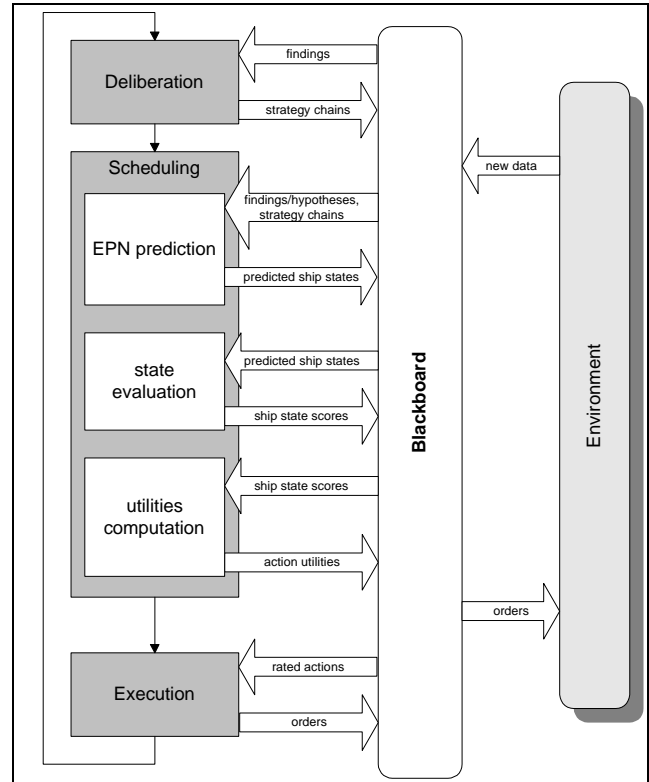 findings
Deliberation
strategy chains
Scheduling
new data
findings/hypotheses,
strategy chains
EPN prediction
predicted ship states
predicted ship states
state
evaluation
ship state scores
Blackboard
Environment
ship state scores
utilities
computation
action utilities
orders
rated actions
Execution
orders